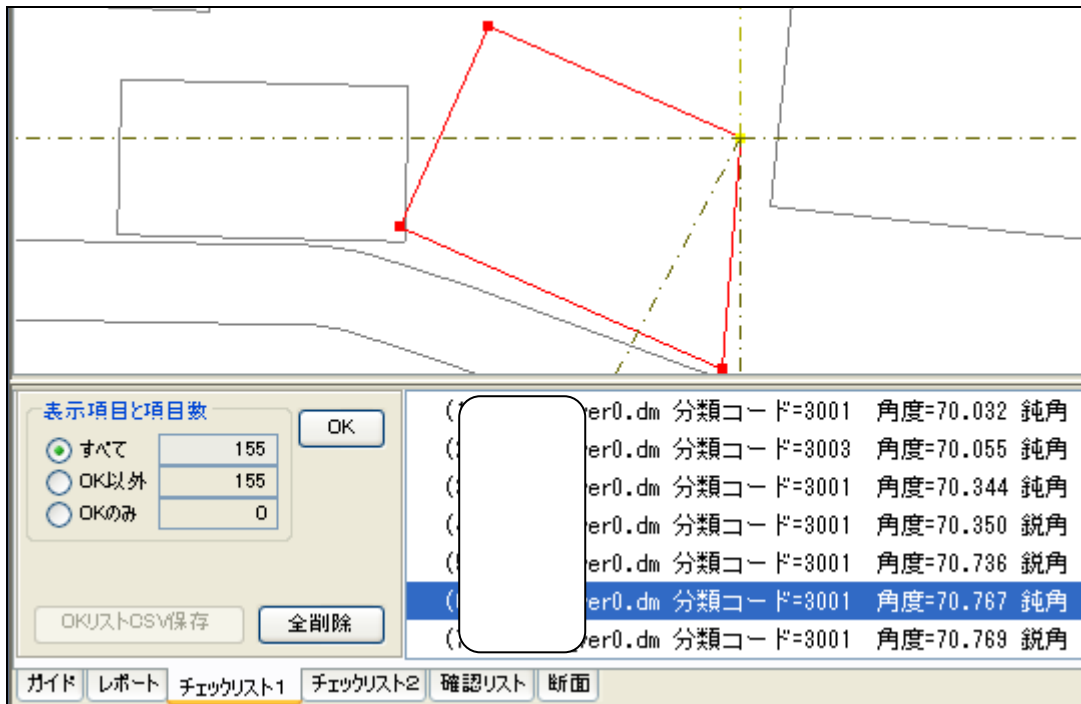 表示項目と項目数
すべて 155
OK以外 155
OKのみ 0
OK
OKリストCSV保存
全削除
(1 er0.dm 分類コード=3001 角度=70.032 鈍角
(2 er0.dm 分類コード=3003 角度=70.055 鈍角
(3 er0.dm 分類コード=3001 角度=70.344 鈍角
(4 er0.dm 分類コード=3001 角度=70.350 鋭角
(5 er0.dm 分類コード=3001 角度=70.736 鋭角
( er0.dm 分類コード=3001 角度=70.767 鈍角
(7 er0.dm 分類コード=3001 角度=70.769 鋭角
ガイド レポート チェックリスト1 チェックリスト2 確認リスト 断面